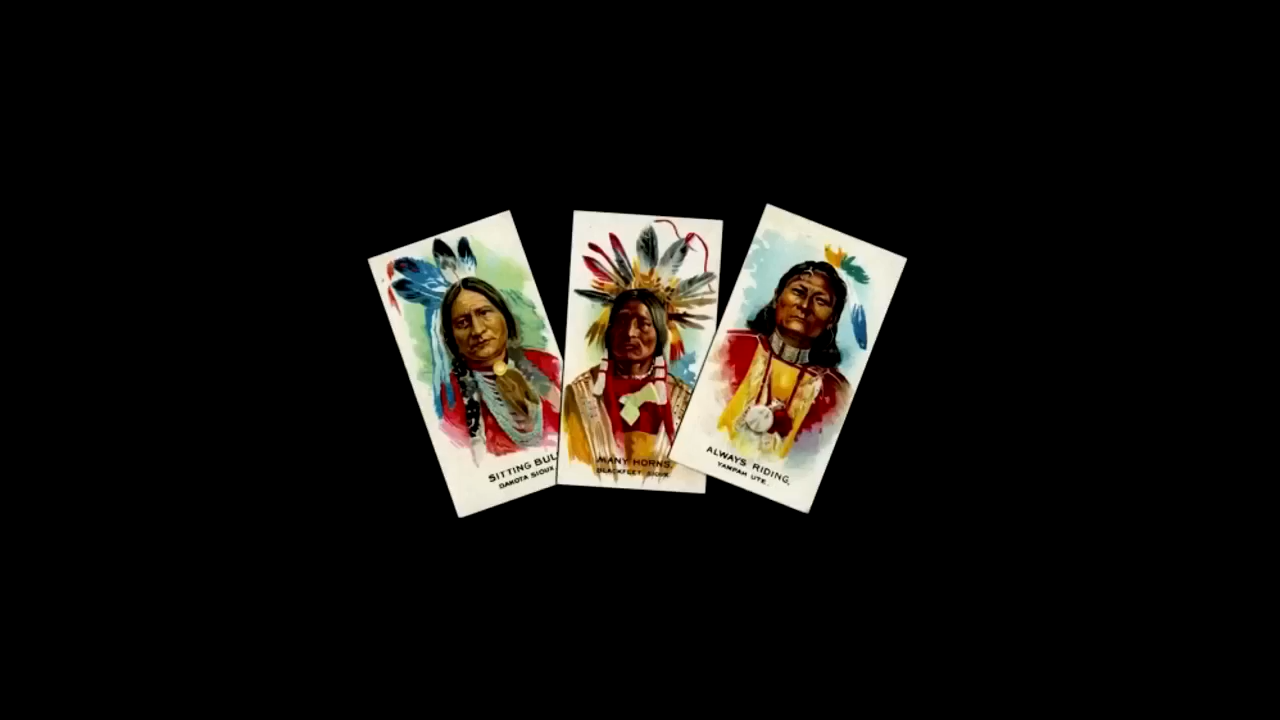 SITTING BUL
DAKOTA SIOUX.
MANY HORNS.
BLACKFEET SIOUX.
ALWAYS RIDING,
YAMPAH UTE.